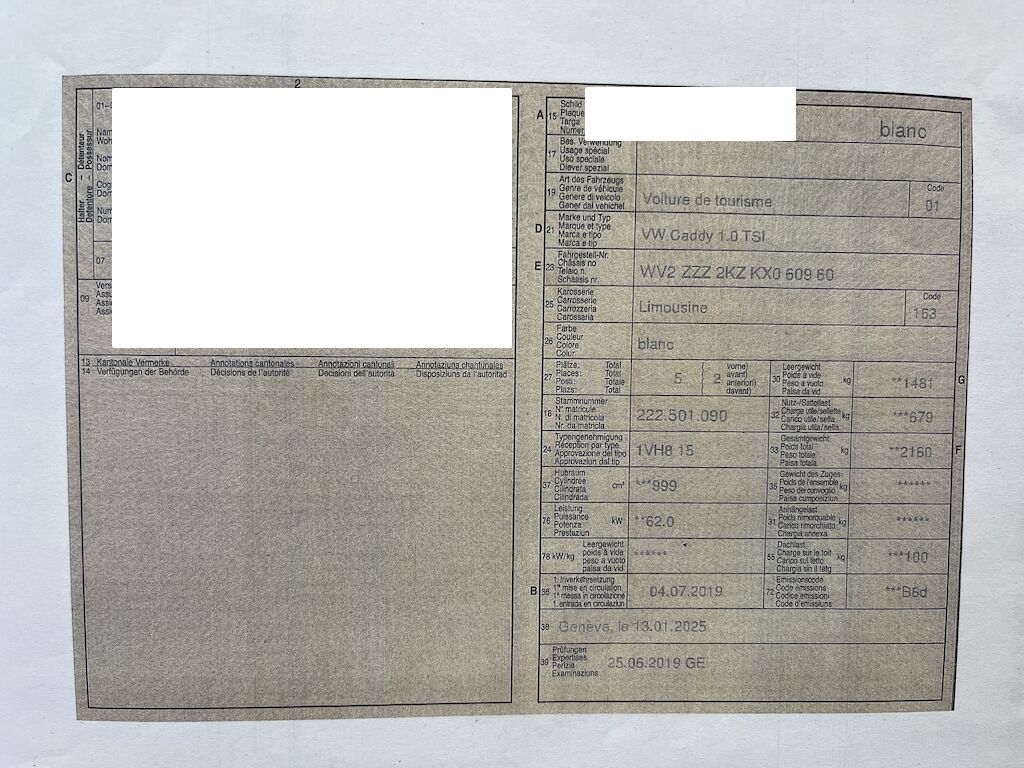 2
C
Halter - Détenteur
Detentore - Possessur
01-0
Nam
Woh
Nom
Dom
Cog
Dom
Num
Dom
07
09
Vers
Assu
Assi
Assi
13 Kantonale Vermerke Annotations cantonales Annotazioni cantonali Annotaziuns chantunalas
14 Verfügungen der Behörde Décisions de l'autorité Decisioni dell'autorità Disposiziuns da l'autoritad
A 15 Schild
Plaque
Targa
Numer
blanc
17 Bes. Verwendung
Usage spécial
Uso speciale
Diever spezial
19 Art des Fahrzeugs
Genre de véhicule
Genere di veicolo
Gener dal vehichel
Voiture de tourisme
Code
01
D 21 Marke und Typ
Marque et type
Marca e tipo
Marca e tip
VW Caddy 1.0 TSI
E 23 Fahrgestell-Nr.
Châssis no
Telaio n.
Schassis nr.
WV2 ZZZ 2KZ KX0 609 60
25 Karosserie
Carrosserie
Carrozzeria
Carossaria
Limousine
Code
163
26 Farbe
Couleur
Colore
Colur
blanc
27 Plätze: Total
Places: Total
Posti: Totale
Plazs: Total
5 ( 2
vorne)
avant)
anteriori)
davant)
30 Leergewicht
Poids à vide
Peso a vuoto
Paisa da vid
kg
**1481
G
18 Stammnummer
N° matricule
N. di matricola
Nr. da matricla
222.501.090
32 Nutz-/Sattellast
Charge utile/sellette
Carico utile/sella
Chargia utila/sella
kg
***679
24 Typengenehmigung
Réception par type
Approvazione del tipo
Approvaziun dal tip
1VH8 15
33 Gesamtgewicht
Poids total
Peso totale
Paisa totala
kg
**2160
F
37 Hubraum
Cylindrée
Cilindrata
Cilindrada
cm³
***999
35 Gewicht des Zuges
Poids de l'ensemble
Peso del convoglio
Paisa cumposiziun
kg
******
76 Leistung
Puissance
Potenza
Prestaziun
kW
**62.0
31 Anhängelast
Poids remorquable
Carico rimorchiato
Chargia annexa
kg
******
78 kW/kg
Leergewicht
poids à vide
peso a vuoto
paisa da vid
******
55 Dachlast
Charge sur le toit
Carico sul tetto
Chargia sin il tetg
kg
***100
B 36 1. Inverkehrsetzung
1re mise en circulation
1a messa in circolazione
1. entrada en circulaziun
04.07.2019
72 Emissionscode
Code émissions
Codice emissioni
Code d'emissiuns
***B6d
38 Genève, le 13.01.2025
39 Prüfungen
Expertises
Perizia
Examinaziuns
25.06.2019 GE